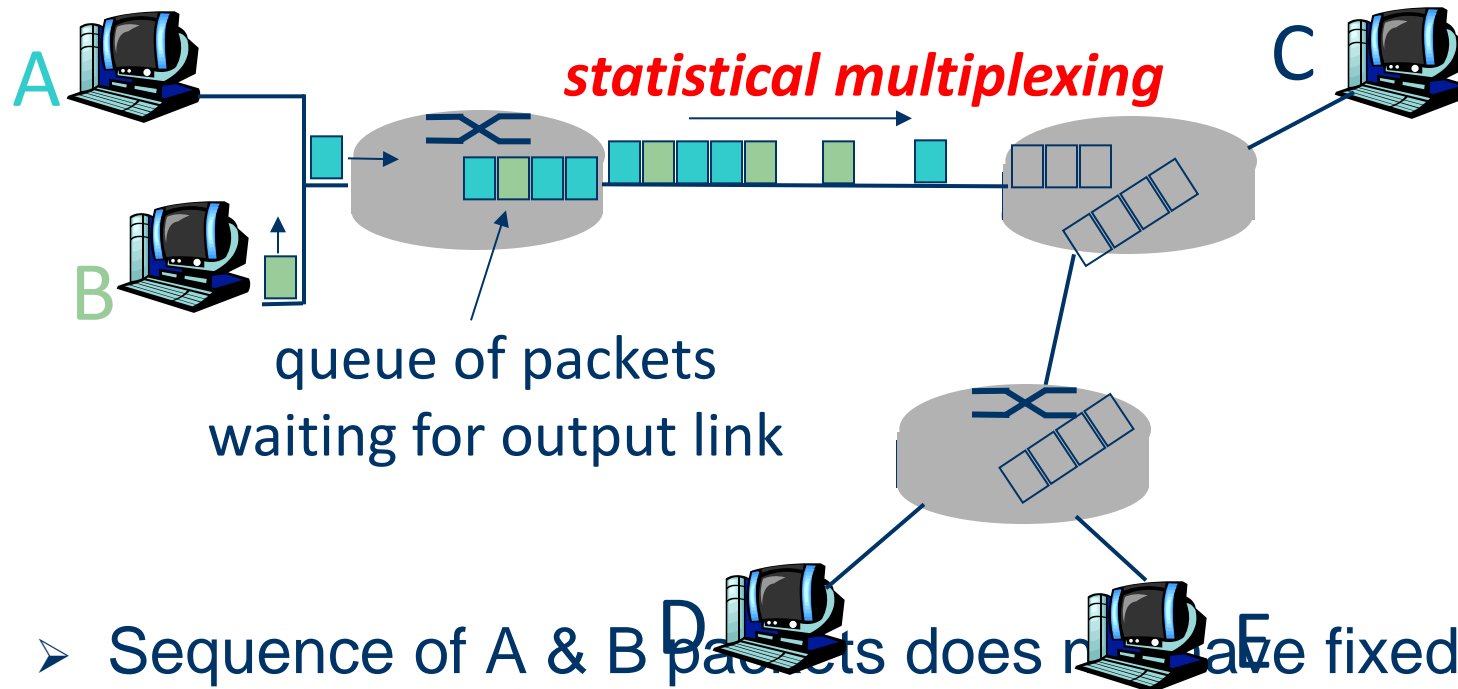 A
statistical multiplexing
C
B
queue of packets
waiting for output link
D
E
➢ Sequence of A & B does fixed